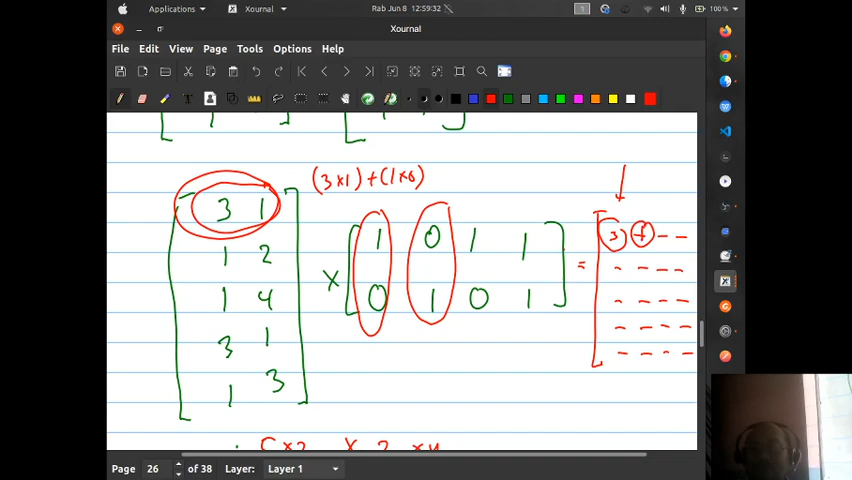 Applications Xournal Rab Jun 8 12:59:32 1 100%
Xournal
File Edit View Page Tools Options Help
(3×1)+(1×0)
3 1
1 0 1 1
3 1 - -
1 2
X
=
- - - -
1 4
0 1 0 1
- - - -
3 1
- - - -
1 3
- - - -
Page 26 of 38 Layer: Layer 1